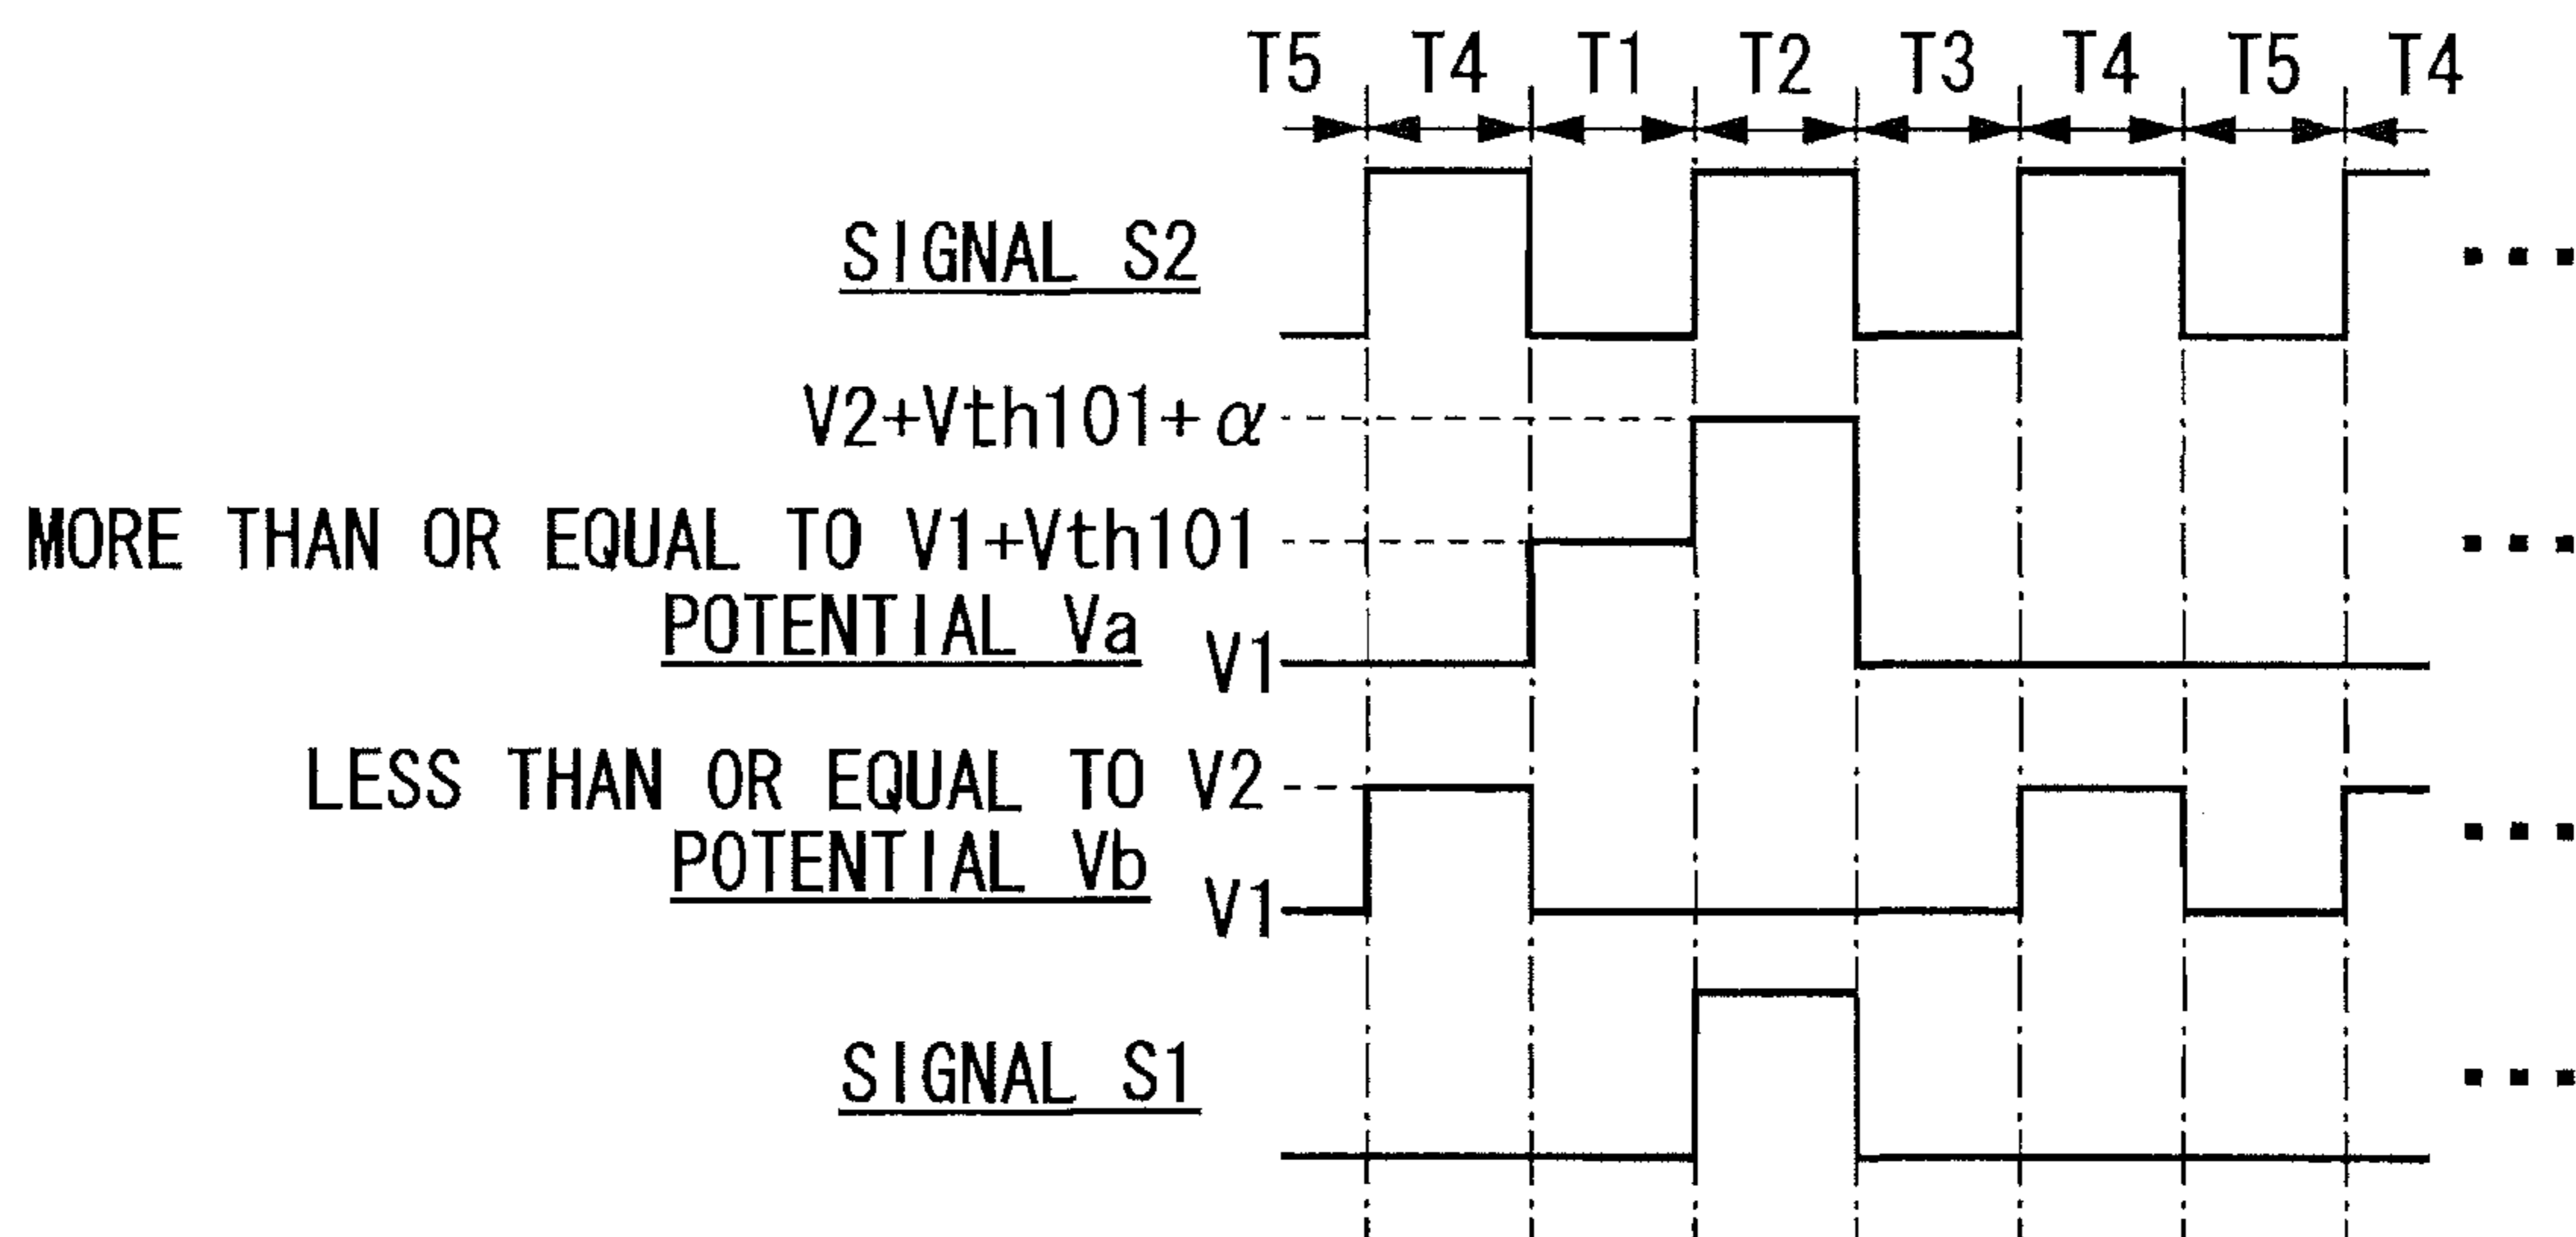 T5 T4 T1 T2 T3 T4 T5 T4
SIGNAL S2
V2+Vth101+α
MORE THAN OR EQUAL TO V1+Vth101
POTENTIAL Va
V1
LESS THAN OR EQUAL TO V2
POTENTIAL Vb
V1
SIGNAL S1